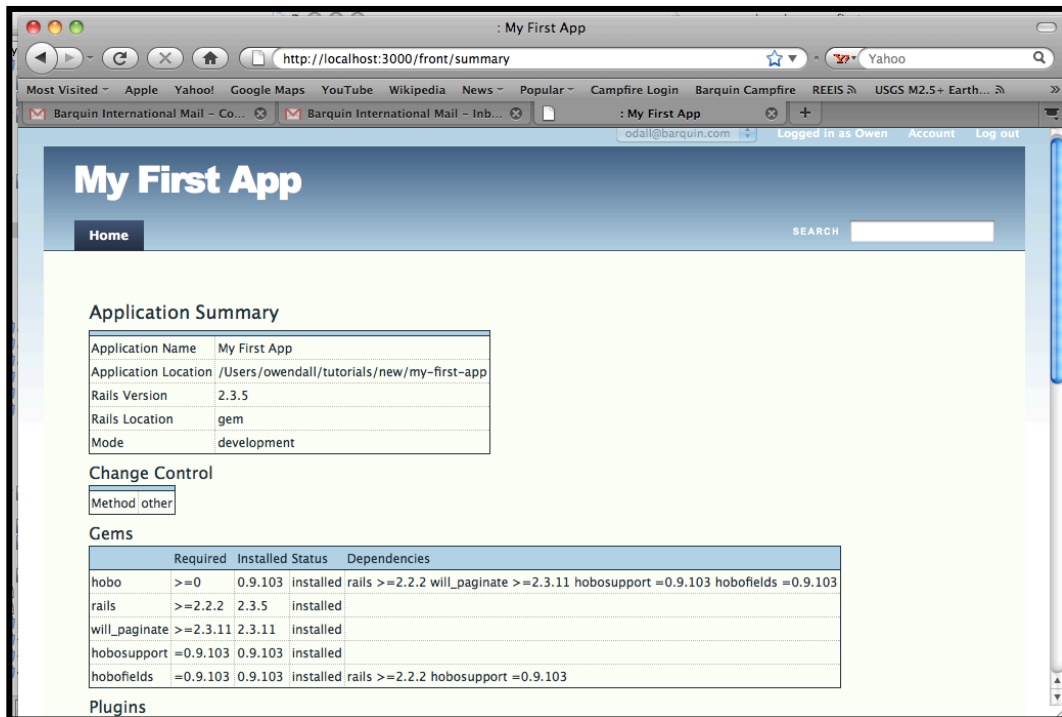 : My First App
http://localhost:3000/front/summary
Yahoo
Most Visited Apple Yahoo! Google Maps YouTube Wikipedia News Popular Campfire Login Barquin Campfire REEIS USGS M2.5+ Earth... »
Barquin International Mail - Co... Barquin International Mail - Inb... : My First App +
odall@barquin.com Logged in as Owen Account Log out
My First App
Home SEARCH
Application Summary
Application Name My First App
Application Location /Users/owendall/tutorials/new/my-first-app
Rails Version 2.3.5
Rails Location gem
Mode development
Change Control
Method other
Gems
Required Installed Status Dependencies
hobo >=0 0.9.103 installed rails >=2.2.2 will_paginate >=2.3.11 hobosupport =0.9.103 hobofields =0.9.103
rails >=2.2.2 2.3.5 installed
will_paginate >=2.3.11 2.3.11 installed
hobosupport =0.9.103 0.9.103 installed
hobofields =0.9.103 0.9.103 installed rails >=2.2.2 hobosupport =0.9.103
Plugins